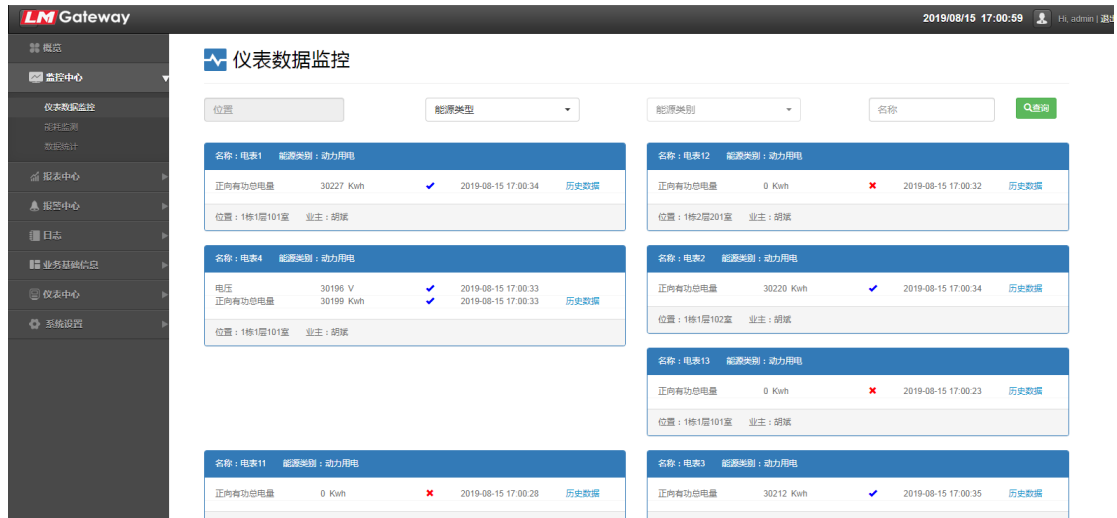 LM Gateway
2019/08/15 17:00:59 Hi, admin | 退出
概览
监控中心
仪表数据监控
能耗监测
数据统计
报表中心
报警中心
日志
业务基础信息
仪表中心
系统设置
仪表数据监控
位置 能源类型 能源类别 名称 查询
名称：电表1 能源类别：动力用电
正向有功总电量 30227 Kwh 2019-08-15 17:00:34 历史数据
位置：1栋1层101室 业主：胡斌
名称：电表12 能源类别：动力用电
正向有功总电量 0 Kwh 2019-08-15 17:00:32 历史数据
位置：1栋2层201室 业主：胡斌
名称：电表4 能源类别：动力用电
电压 30196 V 2019-08-15 17:00:33
正向有功总电量 30199 Kwh 2019-08-15 17:00:33 历史数据
位置：1栋1层101室 业主：胡斌
名称：电表2 能源类别：动力用电
正向有功总电量 30220 Kwh 2019-08-15 17:00:34 历史数据
位置：1栋1层102室 业主：胡斌
名称：电表13 能源类别：动力用电
正向有功总电量 0 Kwh 2019-08-15 17:00:23 历史数据
位置：1栋1层101室 业主：胡斌
名称：电表11 能源类别：动力用电
正向有功总电量 0 Kwh 2019-08-15 17:00:28 历史数据
名称：电表3 能源类别：动力用电
正向有功总电量 30212 Kwh 2019-08-15 17:00:35 历史数据